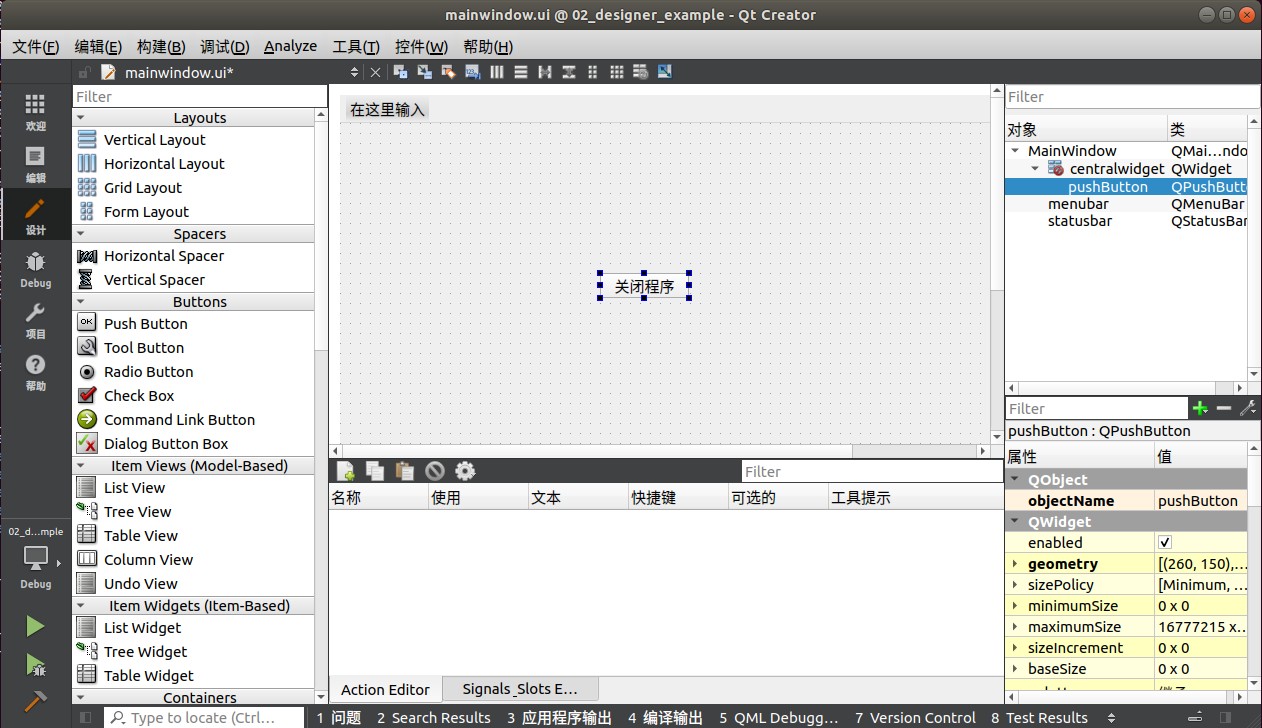 mainwindow.ui @ 02_designer_example - Qt Creator
文件(F) 编辑(E) 构建(B) 调试(D) Analyze 工具(T) 控件(W) 帮助(H)
mainwindow.ui*
欢迎
编辑
设计
Debug
项目
帮助
02_d...mple
Debug
Filter
Layouts
Vertical Layout
Horizontal Layout
Grid Layout
Form Layout
Spacers
Horizontal Spacer
Vertical Spacer
Buttons
OK
Push Button
Tool Button
Radio Button
Check Box
Command Link Button
Dialog Button Box
Item Views (Model-Based)
List View
Tree View
Table View
Column View
Undo View
Item Widgets (Item-Based)
List Widget
Tree Widget
Table Widget
Containers
在这里输入
关闭程序
Filter
名称 使用 文本 快捷键 可选的 工具提示
Action Editor Signals_Slots E...
Filter
对象 类
MainWindow QMai...ndo
centralwidget QWidget
pushButton QPushButt
menubar QMenuBar
statusbar QStatusBar
Filter
pushButton : QPushButton
属性 值
QObject
objectName pushButton
QWidget
enabled
geometry [(260, 150),...
sizePolicy [Minimum, ...
minimumSize 0 x 0
maximumSize 16777215 x...
sizeIncrement 0 x 0
baseSize 0 x 0
Type to locate (Ctrl... 1 问题 2 Search Results 3 应用程序输出 4 编译输出 5 QML Debugg... 7 Version Control 8 Test Results